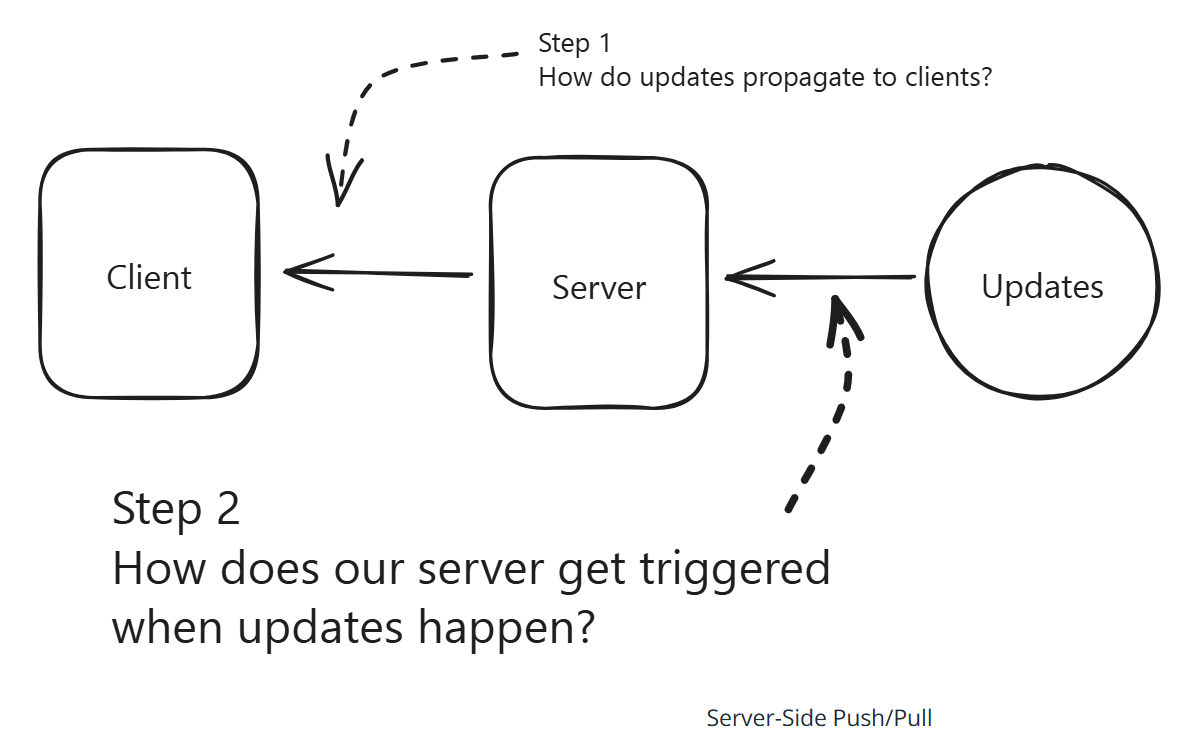 Step 1
How do updates propagate to clients?
Client
Server
Updates
Step 2
How does our server get triggered
when updates happen?
Server-Side Push/Pull